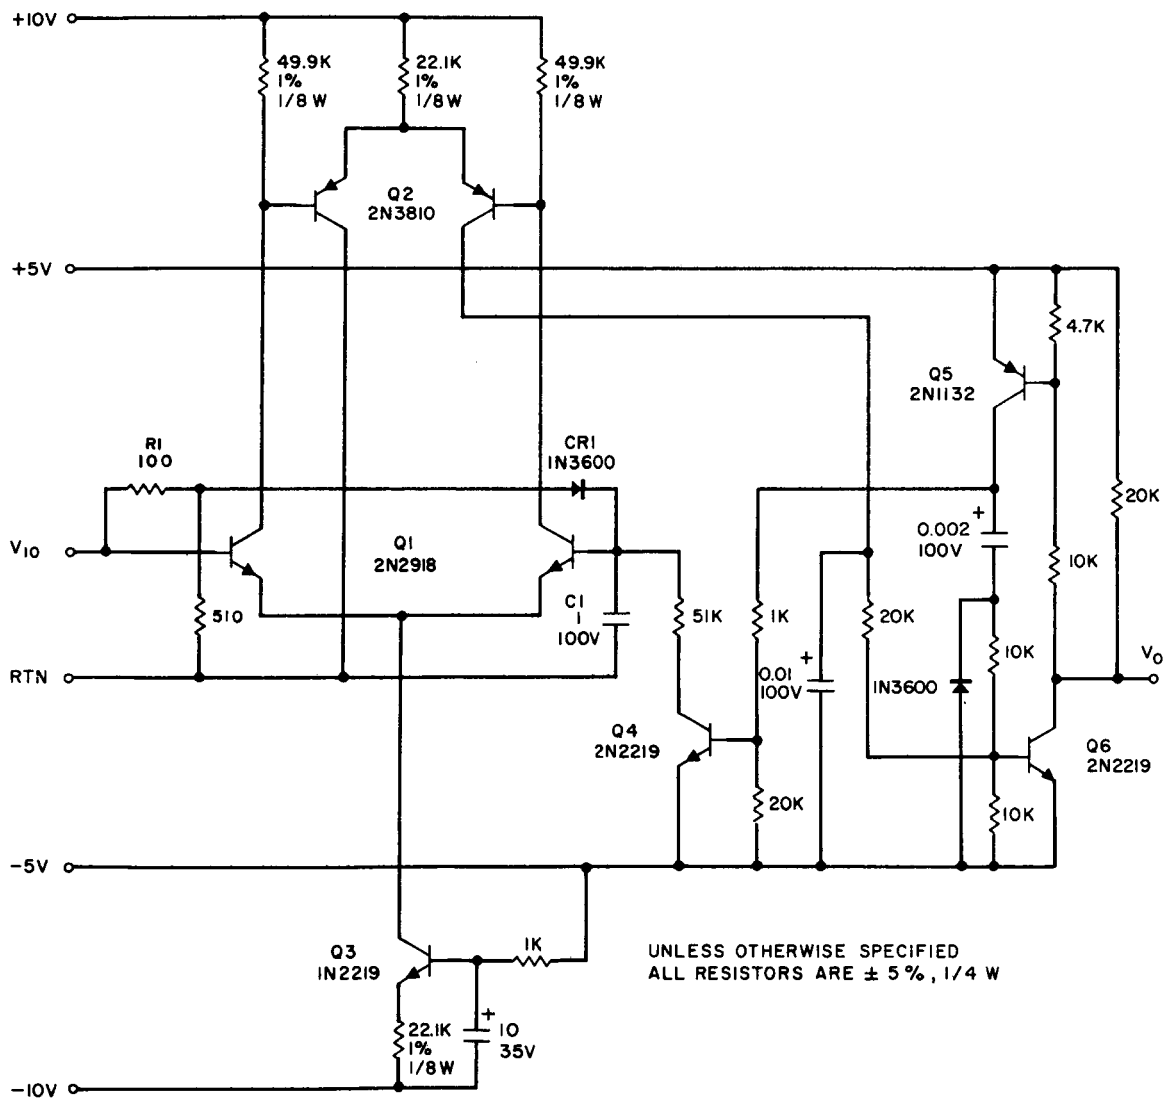 +10V
49.9K
1%
1/8 W
22.1K
1%
1/8 W
49.9K
1%
1/8 W
Q2
2N3810
+5V
4.7K
Q5
2N1132
R1
100
CR1
1N3600
20K
+
0.002
100V
V10
Q1
2N2918
10K
510
C1
1
100V
51K
1K
20K
10K
RTN
+
0.01
100V
1N3600
VO
Q4
2N2219
Q6
2N2219
20K
10K
-5V
Q3
1N2219
1K
UNLESS OTHERWISE SPECIFIED
ALL RESISTORS ARE ± 5%, 1/4 W
22.1K
1%
1/8 W
+
10
35V
-10V